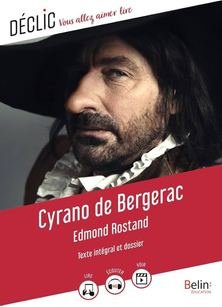 DÉCLIC Vous allez aimer lire
Cyrano de Bergerac
Edmond Rostand
Texte intégral et dossier
LIRE
ÉCOUTER
VOIR
Belin:
ÉDUCATION